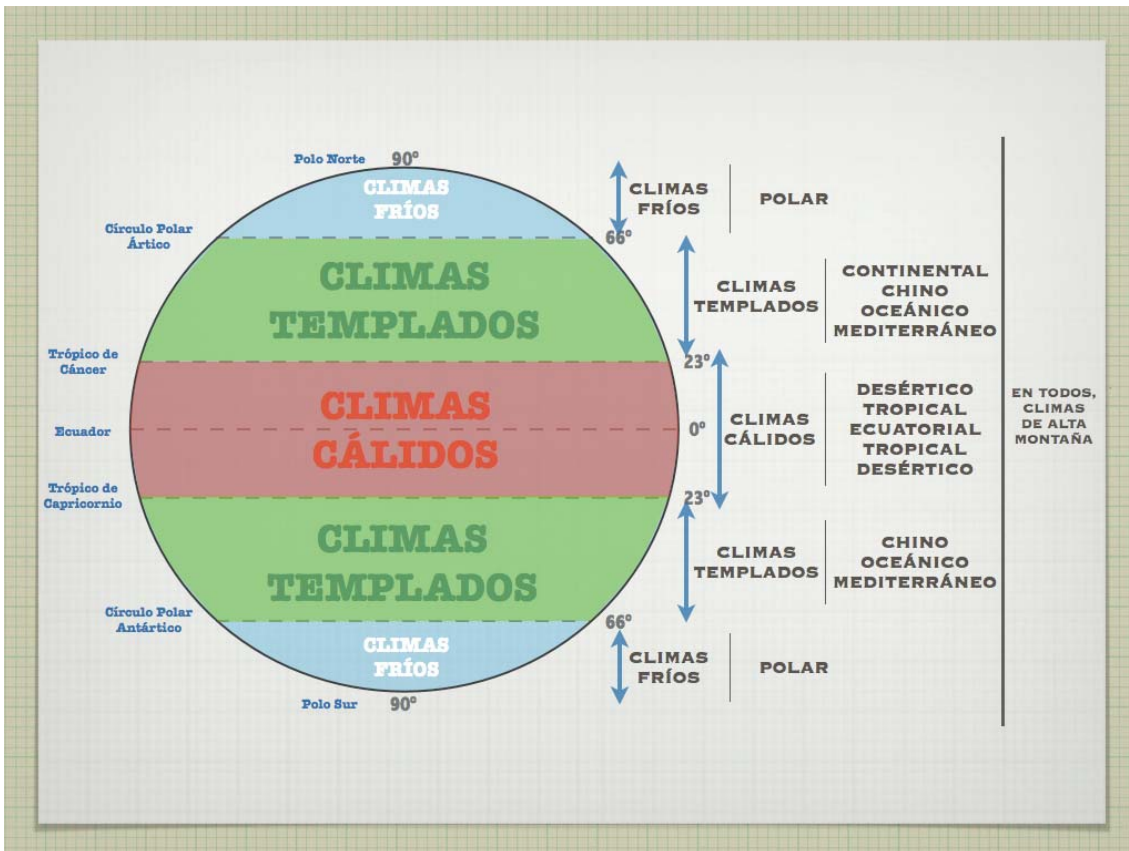 Polo Norte
90º
CLIMAS
FRÍOS
Círculo Polar
Ártico
66º
CLIMAS
TEMPLADOS
Trópico de
Cáncer
23º
CLIMAS
CÁLIDOS
Ecuador
0º
Trópico de
Capricornio
23º
CLIMAS
TEMPLADOS
Círculo Polar
Antártico
66º
CLIMAS
FRÍOS
Polo Sur
90º
CLIMAS
FRÍOS
POLAR
CLIMAS
TEMPLADOS
CONTINENTAL
CHINO
OCEÁNICO
MEDITERRÁNEO
CLIMAS
CÁLIDOS
DESÉRTICO
TROPICAL
ECUATORIAL
TROPICAL
DESÉRTICO
CLIMAS
TEMPLADOS
CHINO
OCEÁNICO
MEDITERRÁNEO
CLIMAS
FRÍOS
POLAR
EN TODOS,
CLIMAS
DE ALTA
MONTAÑA